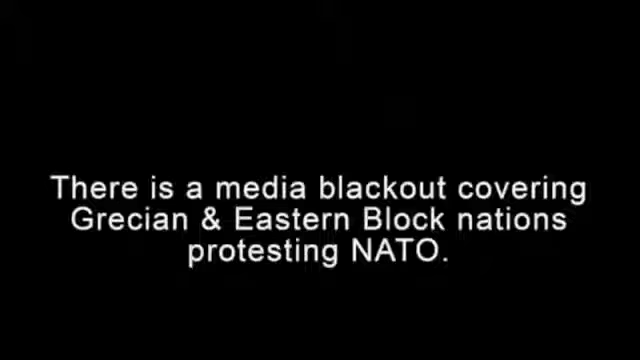 There is a media blackout covering
Grecian & Eastern Block nations
protesting NATO.